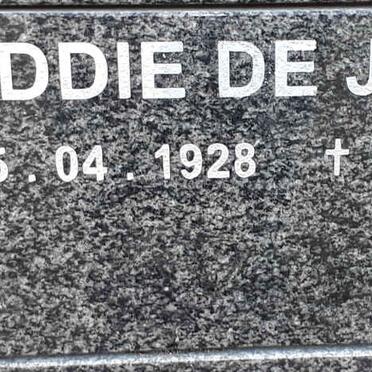 DDIE DE J
5 . 04 . 1928 †